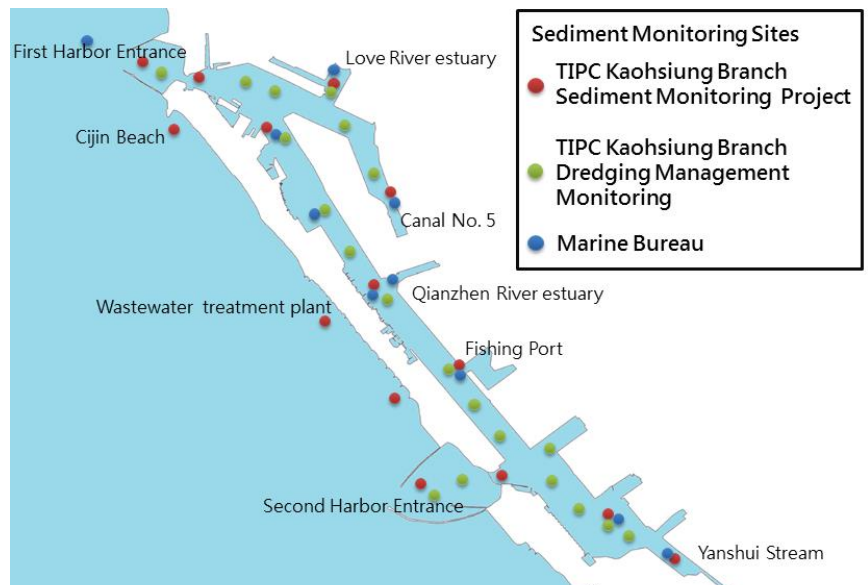 First Harbor Entrance
Love River estuary
Cijin Beach
Canal No. 5
Qianzhen River estuary
Wastewater treatment plant
Fishing Port
Second Harbor Entrance
Yanshui Stream
Sediment Monitoring Sites
TIPC Kaohsiung Branch
Sediment Monitoring Project
TIPC Kaohsiung Branch
Dredging Management
Monitoring
Marine Bureau